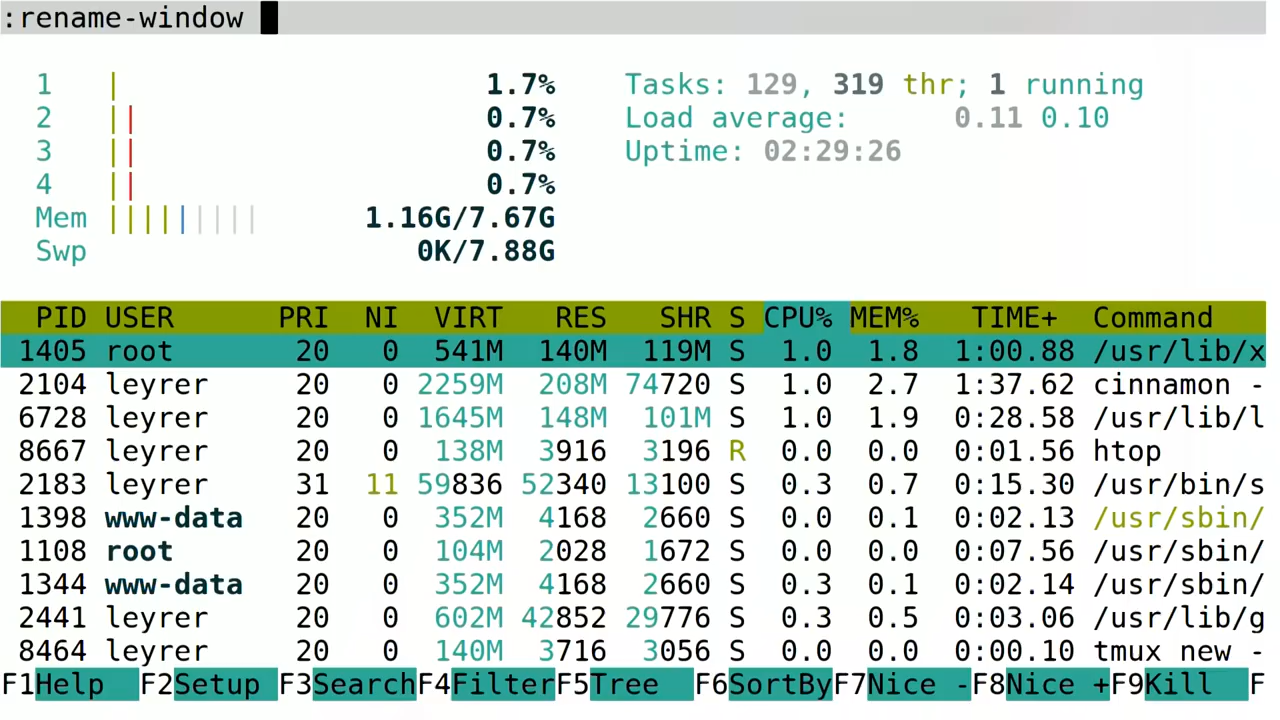 :rename-window
1 | 1.7% Tasks: 129, 319 thr; 1 running
2 || 0.7% Load average: 0.11 0.10
3 || 0.7% Uptime: 02:29:26
4 || 0.7%
Mem ||||||||| 1.16G/7.67G
Swp 0K/7.88G
PID USER PRI NI VIRT RES SHR S CPU% MEM% TIME+ Command
1405 root 20 0 541M 140M 119M S 1.0 1.8 1:00.88 /usr/lib/x
2104 leyrer 20 0 2259M 208M 74720 S 1.0 2.7 1:37.62 cinnamon -
6728 leyrer 20 0 1645M 148M 101M S 1.0 1.9 0:28.58 /usr/lib/l
8667 leyrer 20 0 138M 3916 3196 R 0.0 0.0 0:01.56 htop
2183 leyrer 31 11 59836 52340 13100 S 0.3 0.7 0:15.30 /usr/bin/s
1398 www-data 20 0 352M 4168 2660 S 0.0 0.1 0:02.13 /usr/sbin/
1108 root 20 0 104M 2028 1672 S 0.0 0.0 0:07.56 /usr/sbin/
1344 www-data 20 0 352M 4168 2660 S 0.3 0.1 0:02.14 /usr/sbin/
2441 leyrer 20 0 602M 42852 29776 S 0.3 0.5 0:03.06 /usr/lib/g
8464 leyrer 20 0 140M 3716 3056 S 0.0 0.0 0:00.10 tmux new -
F1Help F2Setup F3SearchF4FilterF5Tree F6SortByF7Nice -F8Nice +F9Kill F